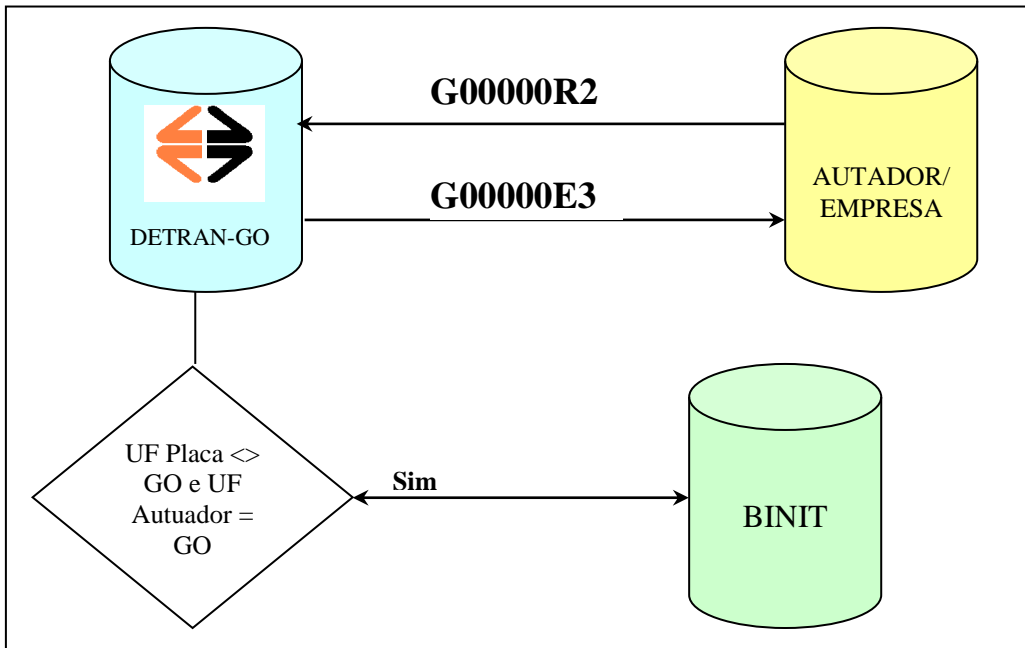 G00000R2
G00000E3
DETRAN-GO
AUTADOR/
EMPRESA
UF Placa <>
GO e UF
Autuador =
GO
Sim
BINIT